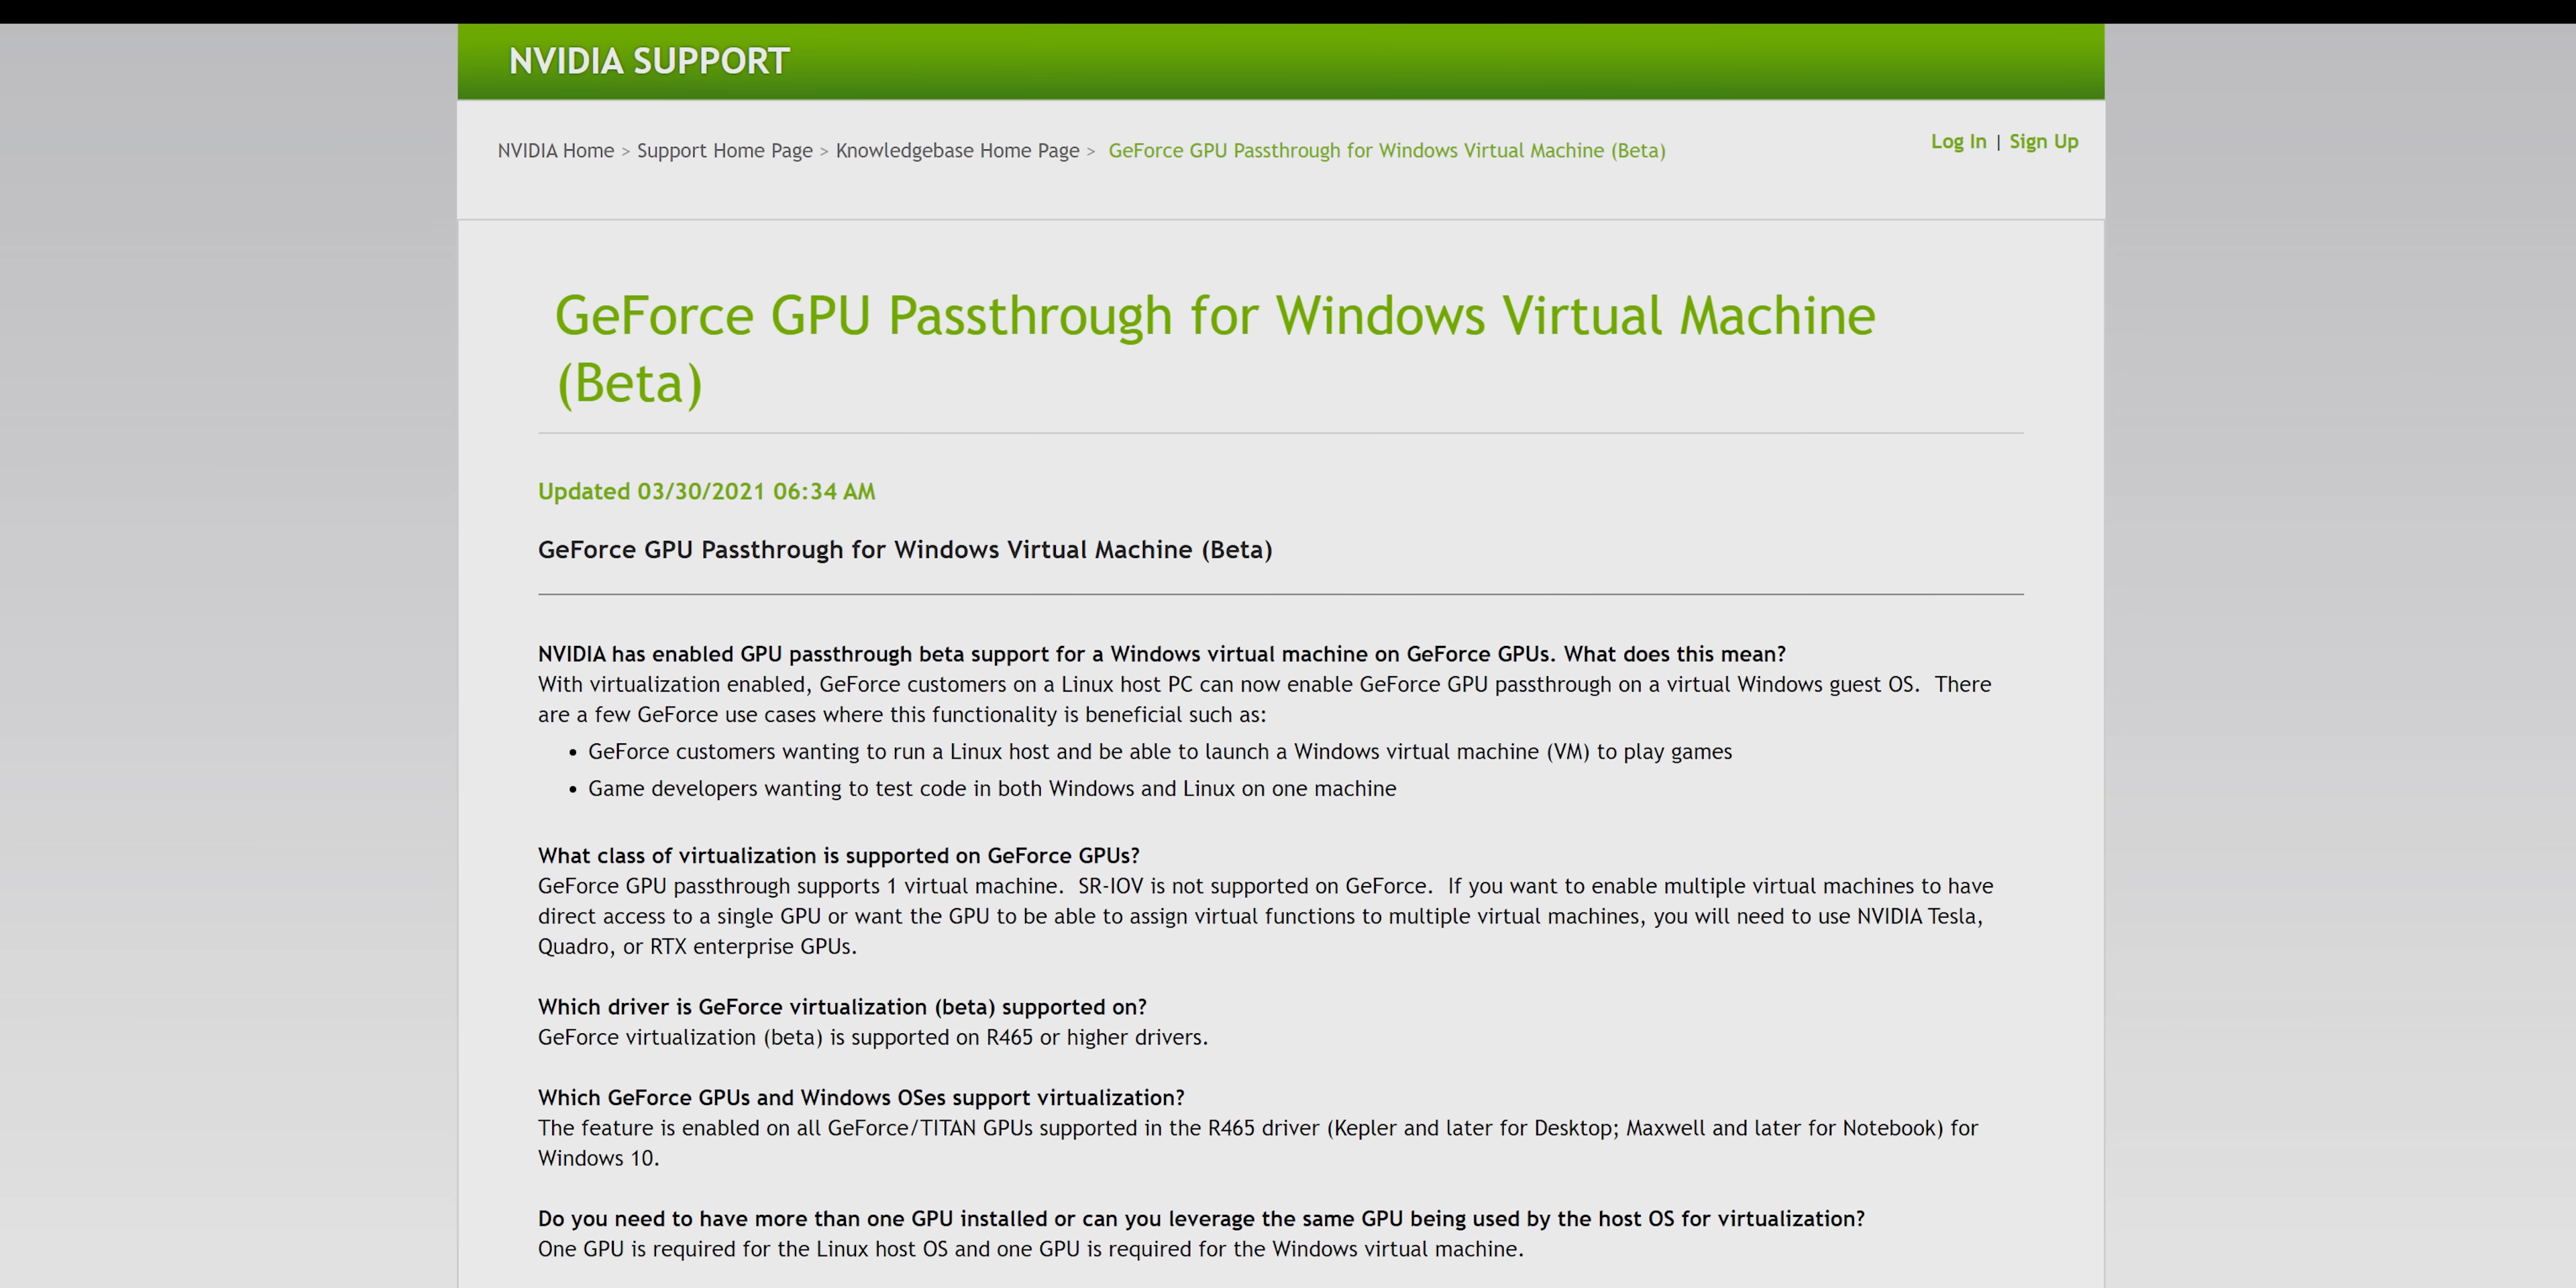 NVIDIA SUPPORT
NVIDIA Home > Support Home Page > Knowledgebase Home Page > GeForce GPU Passthrough for Windows Virtual Machine (Beta)
Log In | Sign Up
GeForce GPU Passthrough for Windows Virtual Machine
(Beta)
Updated 03/30/2021 06:34 AM
GeForce GPU Passthrough for Windows Virtual Machine (Beta)
NVIDIA has enabled GPU passthrough beta support for a Windows virtual machine on GeForce GPUs. What does this mean?
With virtualization enabled, GeForce customers on a Linux host PC can now enable GeForce GPU passthrough on a virtual Windows guest OS.  There
are a few GeForce use cases where this functionality is beneficial such as:
• GeForce customers wanting to run a Linux host and be able to launch a Windows virtual machine (VM) to play games
• Game developers wanting to test code in both Windows and Linux on one machine
What class of virtualization is supported on GeForce GPUs?
GeForce GPU passthrough supports 1 virtual machine.  SR-IOV is not supported on GeForce.  If you want to enable multiple virtual machines to have
direct access to a single GPU or want the GPU to be able to assign virtual functions to multiple virtual machines, you will need to use NVIDIA Tesla,
Quadro, or RTX enterprise GPUs.
Which driver is GeForce virtualization (beta) supported on?
GeForce virtualization (beta) is supported on R465 or higher drivers.
Which GeForce GPUs and Windows OSes support virtualization?
The feature is enabled on all GeForce/TITAN GPUs supported in the R465 driver (Kepler and later for Desktop; Maxwell and later for Notebook) for
Windows 10.
Do you need to have more than one GPU installed or can you leverage the same GPU being used by the host OS for virtualization?
One GPU is required for the Linux host OS and one GPU is required for the Windows virtual machine.